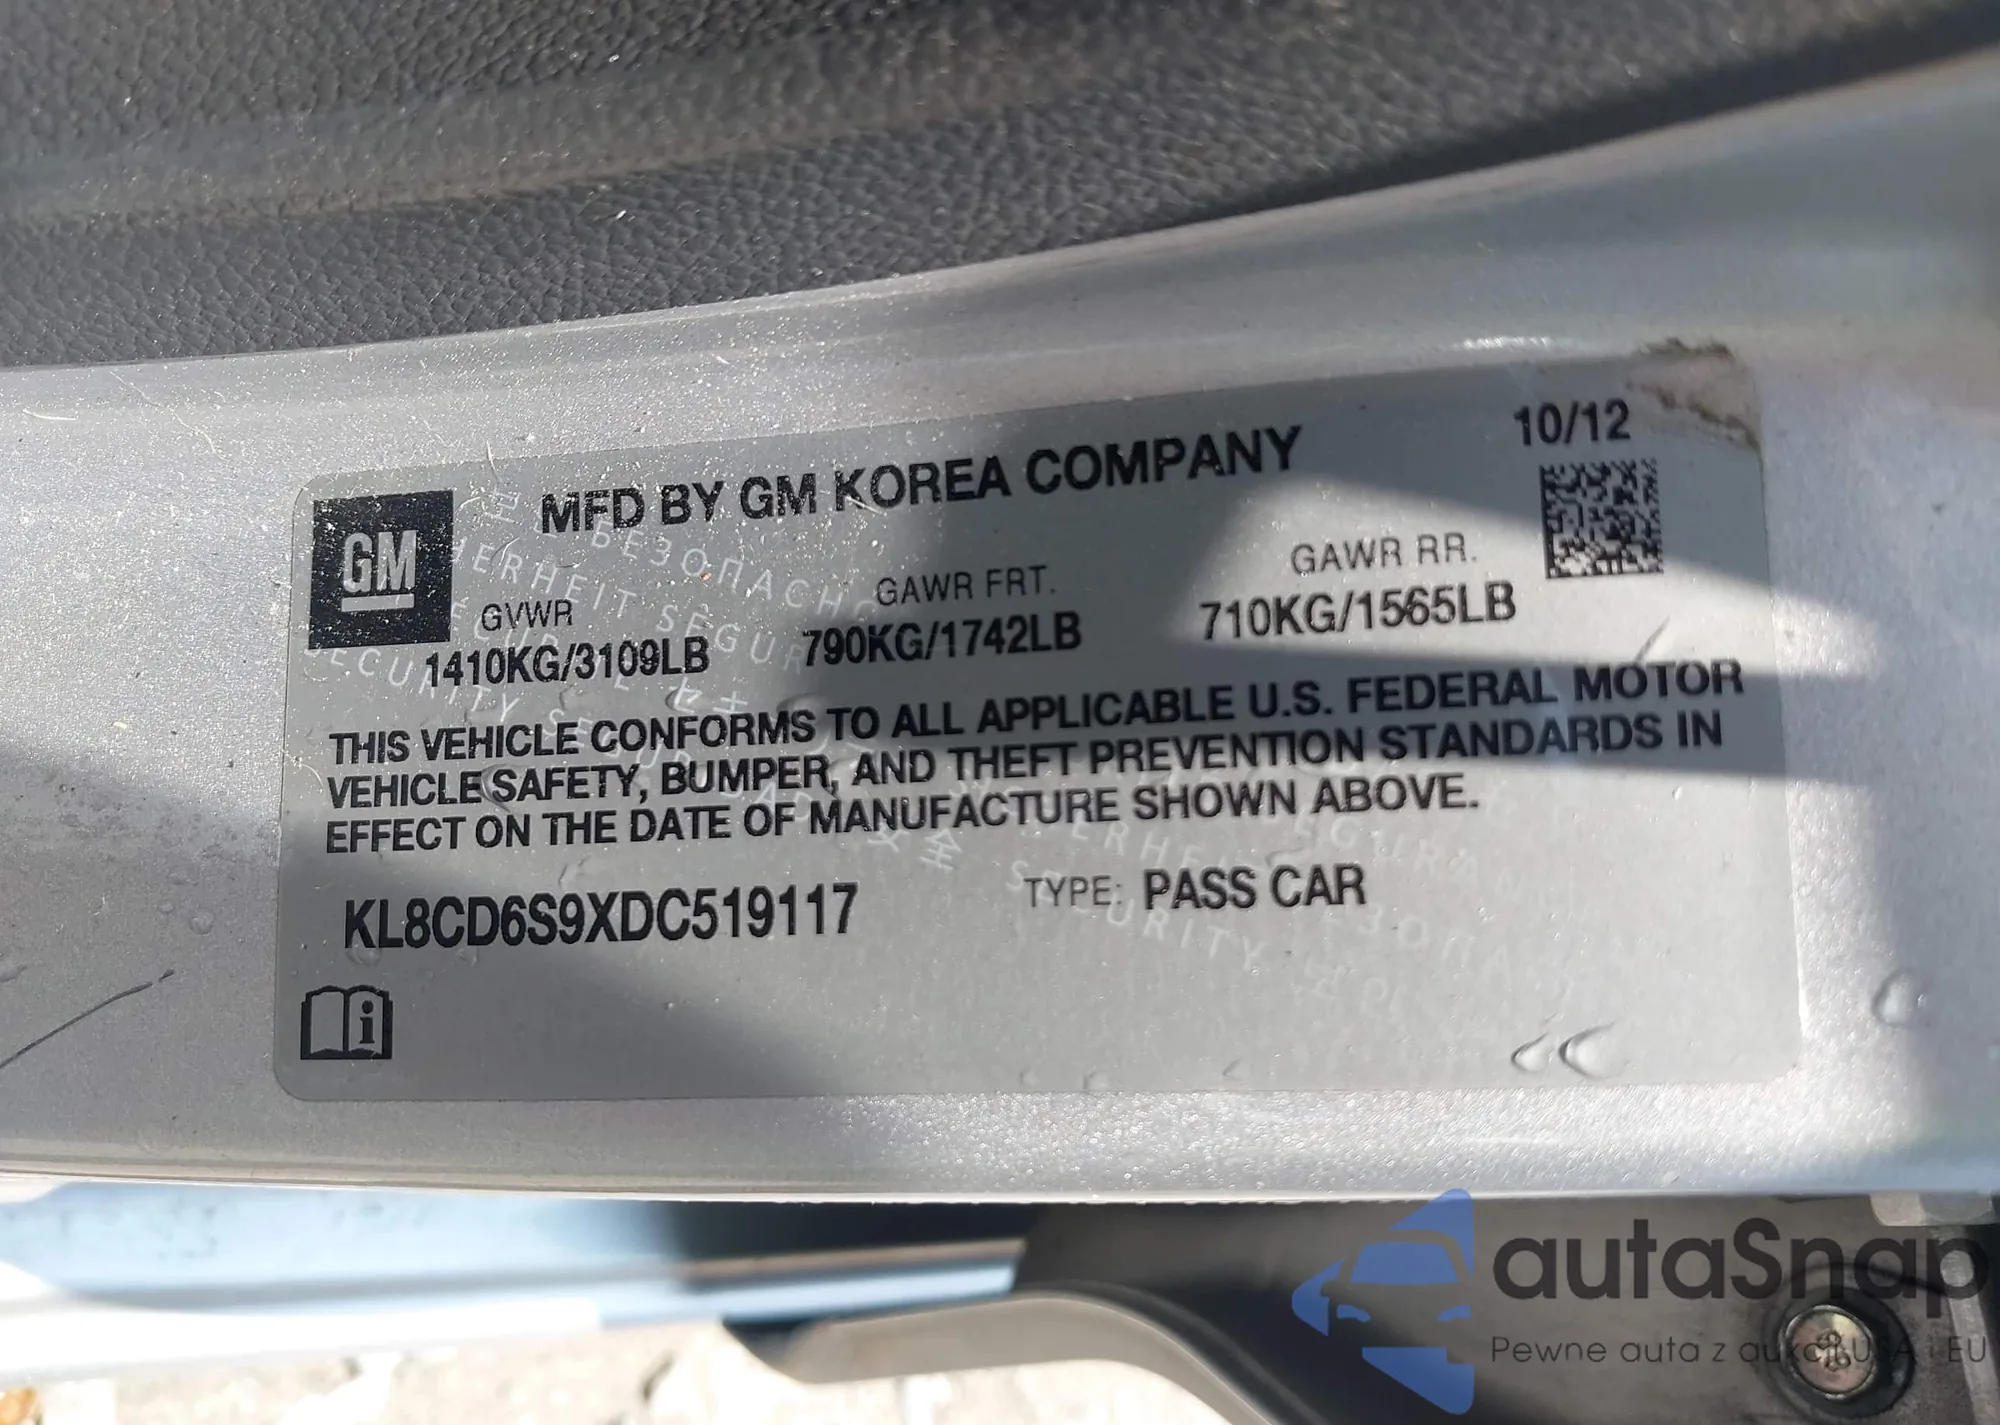 10/12
MFD BY GM KOREA COMPANY
GM
GVWR GAWR FRT. GAWR RR.
1410KG/3109LB 790KG/1742LB 710KG/1565LB
THIS VEHICLE CONFORMS TO ALL APPLICABLE U.S. FEDERAL MOTOR
VEHICLE SAFETY, BUMPER, AND THEFT PREVENTION STANDARDS IN
EFFECT ON THE DATE OF MANUFACTURE SHOWN ABOVE.
KL8CD6S9XDC519117 TYPE: PASS CAR
i
autaSnap
Pewne auta z aukcji USA i EU